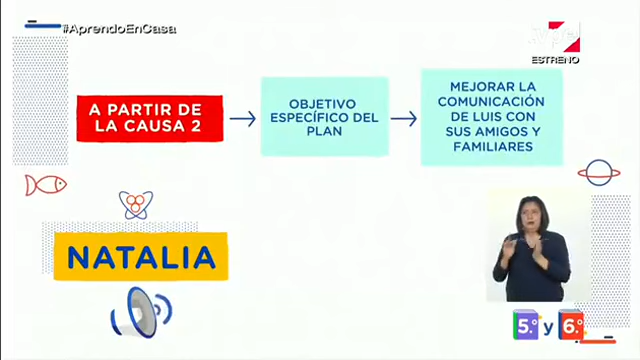 #AprendoEnCasa
ESTRENO
A PARTIR DE
LA CAUSA 2
OBJETIVO
ESPECÍFICO DEL
PLAN
MEJORAR LA
COMUNICACIÓN
DE LUIS CON
SUS AMIGOS Y
FAMILIARES
NATALIA
5.º y 6.º